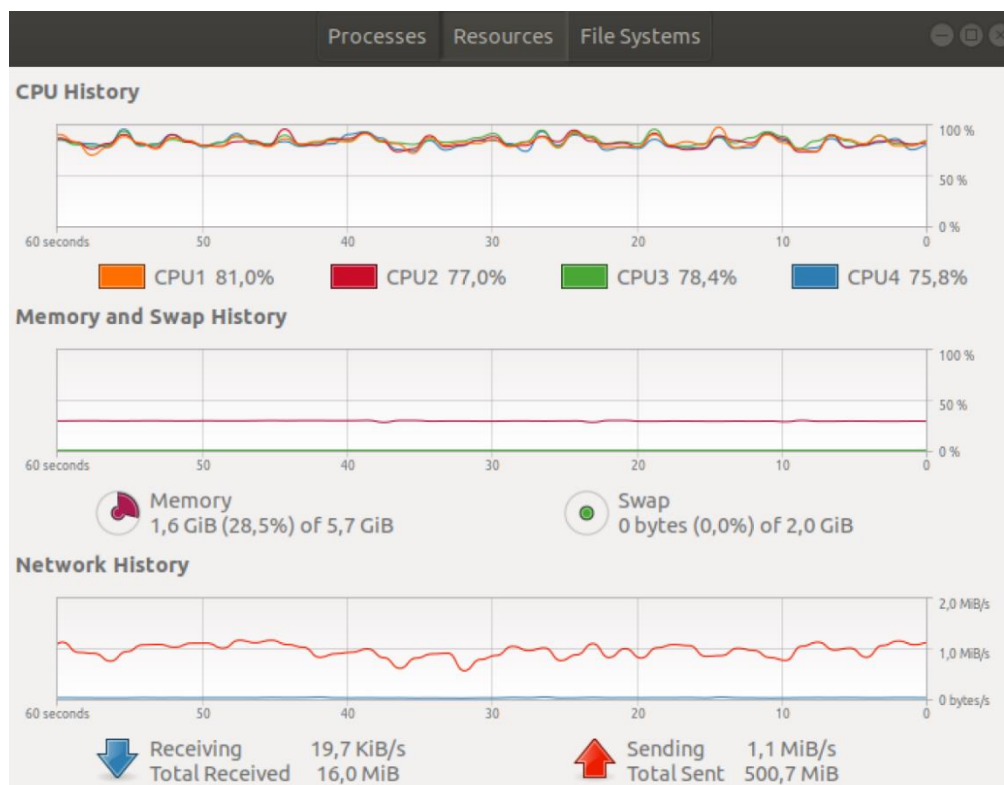 Processes Resources File Systems
CPU History
100 %
50 %
0 %
60 seconds 50 40 30 20 10 0
CPU1 81,0% CPU2 77,0% CPU3 78,4% CPU4 75,8%
Memory and Swap History
100 %
50 %
0 %
60 seconds 50 40 30 20 10 0
Memory
1,6 GiB (28,5%) of 5,7 GiB
Swap
0 bytes (0,0%) of 2,0 GiB
Network History
2,0 MiB/s
1,0 MiB/s
0 bytes/s
60 seconds 50 40 30 20 10 0
Receiving 19,7 KiB/s
Total Received 16,0 MiB
Sending 1,1 MiB/s
Total Sent 500,7 MiB